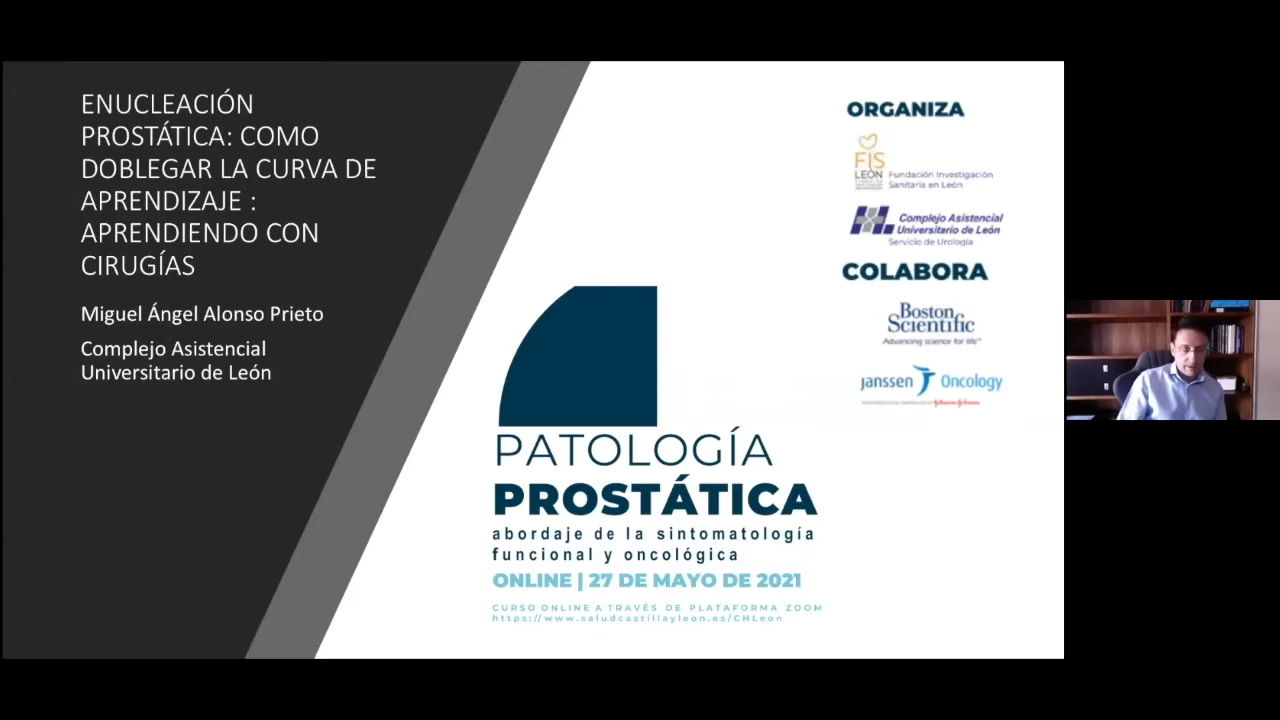 ENUCLEACIÓN
PROSTÁTICA: COMO
DOBLEGAR LA CURVA DE
APRENDIZAJE :
APRENDIENDO CON
CIRUGÍAS
Miguel Ángel Alonso Prieto
Complejo Asistencial
Universitario de León
ORGANIZA
FIS
LEÓN
Fundación Investigación
Sanitaria en León
Complejo Asistencial
Universitario de León
Servicio de Urología
COLABORA
Boston
Scientific
Advancing science for life™
janssen Oncology
Johnson & Johnson
PATOLOGÍA
PROSTÁTICA
abordaje de la sintomatología
funcional y oncológica
ONLINE | 27 DE MAYO DE 2021
CURSO ONLINE A TRAVÉS DE PLATAFORMA ZOOM
https://www.saludcastillayleon.es/CHLeon